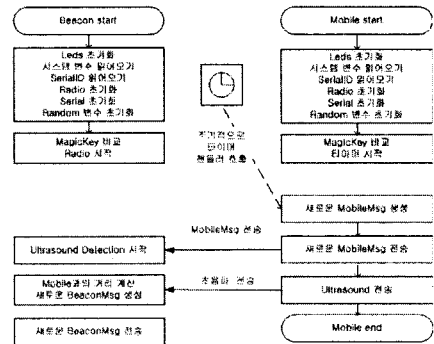 Beacon start
Leds 초기화
시스템 변수 읽어오기
SerialID 읽어오기
Radio 초기화
Serial 초기화
Random 변수 초기화
MagicKey 비교
Radio 시작
Ultrasound Detection 시작
Mobile과의 거리 계산
새로운 BeaconMsg 생성
새로운 BeaconMsg 전송
주기적으로
타이머
핸들러 호출
MobileMsg 전송
초음파 전송
Mobile start
Leds 초기화
시스템 변수 읽어오기
SerialID 읽어오기
Radio 초기화
Serial 초기화
Random 변수 초기화
MagicKey 비교
타이머 시작
새로운 MobileMsg 생성
새로운 MobileMsg 전송
Ultrasound 전송
Mobile end